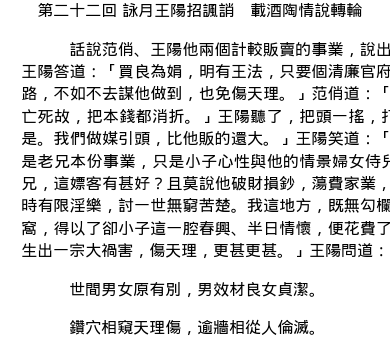 第二十二回 詠月王陽招諷誚　載酒陶情說轉輪
話說范俏、王陽他兩個計較販賣的事業，說出
王陽答道：「買良為娼，明有王法，只要個清廉官府
路，不如不去謀他做到，也免傷天理。」范俏道：「
亡死故，把本錢都消折。」王陽聽了，把頭一搖，打
是。我們做媒引頭，比他販的還大。」王陽笑道：「
是老兄本份事業，只是小子心性與他的情景婦女侍兒
兄，這嫖客有甚好？且莫說他破財損鈔，蕩費家業，
時有限淫樂，討一世無窮苦楚。我這地方，既無勾欄
窩，得以了卻小子這一腔春興、半日情懷，便花費了
生出一宗大禍害，傷天理，更甚更甚。」王陽問道：
世間男女原有別，男效材良女貞潔。
鑽穴相窺天理傷，逾牆相從人倫滅。